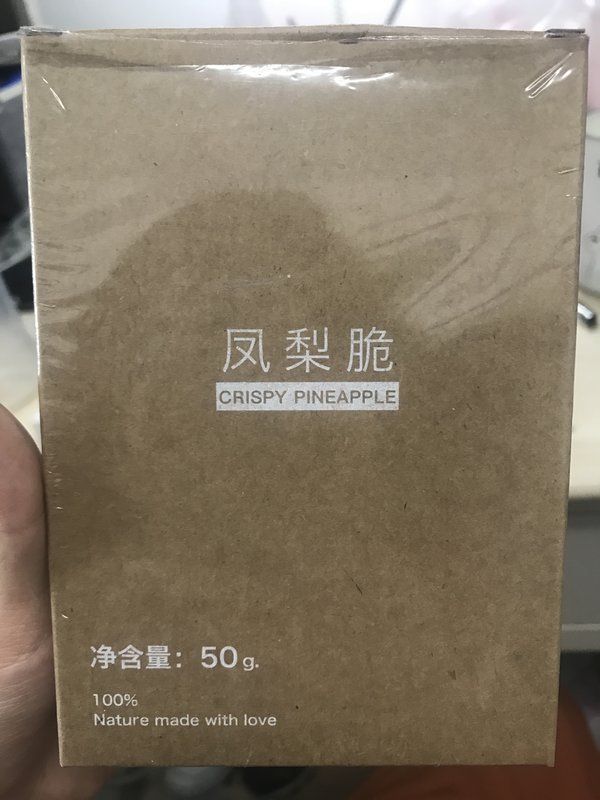 凤梨脆
CRISPY PINEAPPLE
净含量：50g.
100%
Nature made with love